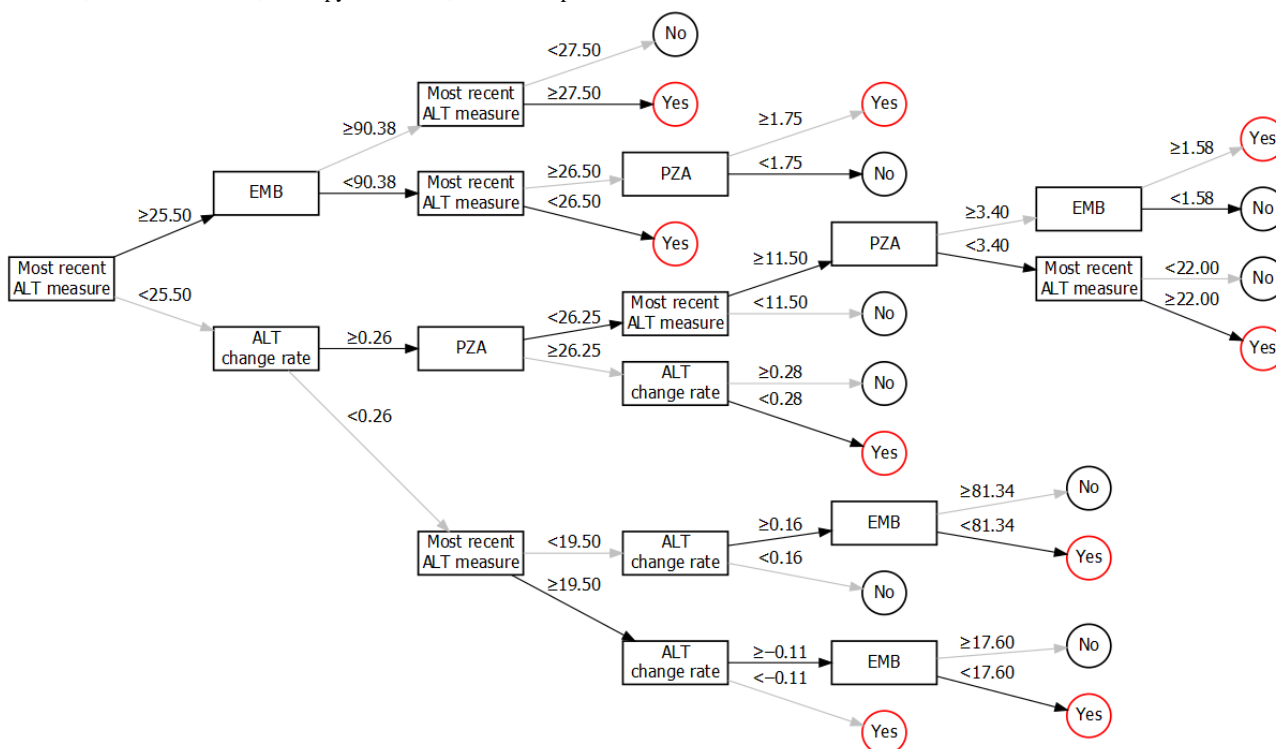 No
<27.50
Most recent
ALT measure
≥27.50
Yes
≥90.38
Yes
≥1.75
EMB
<90.38
Most recent
ALT measure
≥26.50
PZA
<1.75
No
<26.50
Yes
≥25.50
Most recent
ALT measure
<25.50
Yes
≥1.58
EMB
<1.58
No
≥3.40
PZA
<3.40
Most recent
ALT measure
<22.00
No
≥22.00
Yes
≥11.50
Most recent
ALT measure
<11.50
No
ALT
change rate
≥0.26
PZA
<26.25
≥26.25
ALT
change rate
≥0.28
No
<0.28
Yes
<0.26
Most recent
ALT measure
<19.50
ALT
change rate
≥0.16
EMB
≥81.34
No
<81.34
Yes
<0.16
No
≥19.50
ALT
change rate
≥−0.11
EMB
≥17.60
No
<17.60
Yes
<−0.11
Yes